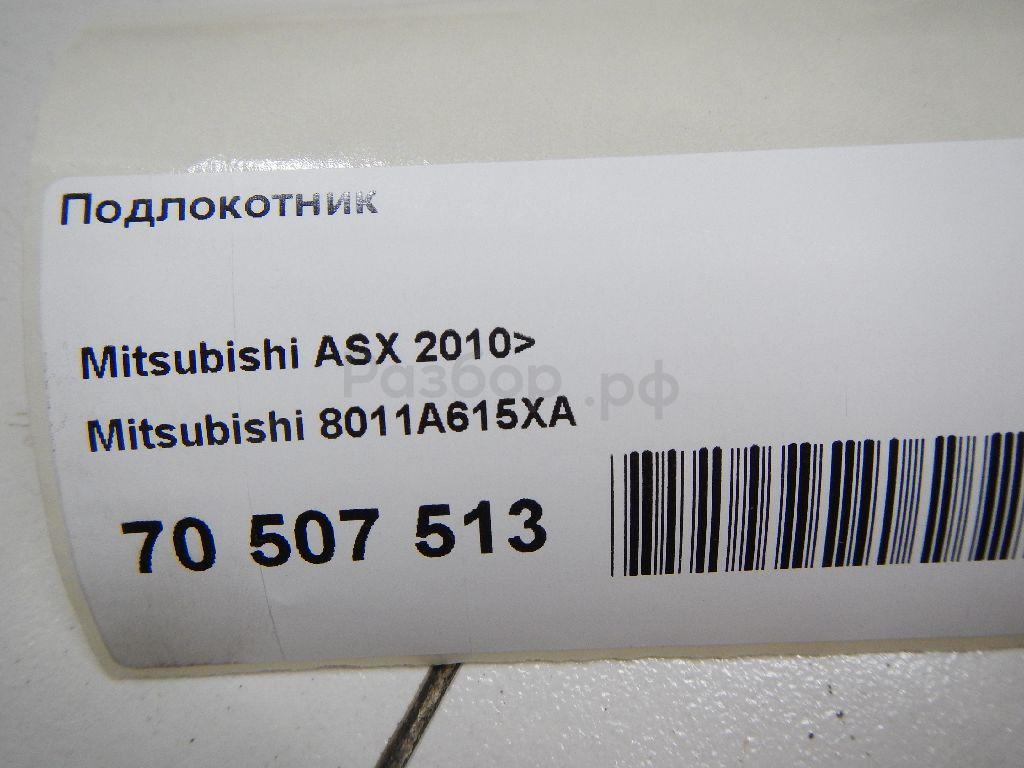 Подлокотник
Mitsubishi ASX 2010>
Разбор.рф
Mitsubishi 8011A615XA
70 507 513